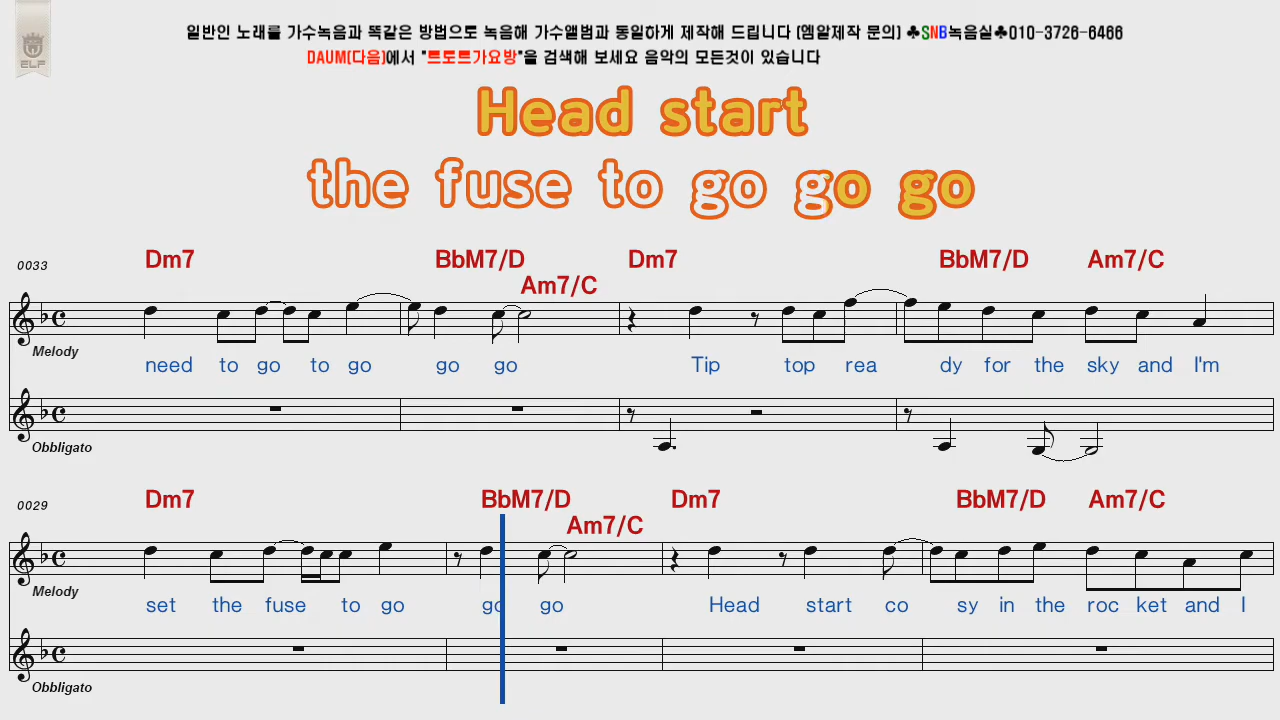 일반인 노래를 가수녹음과 똑같은 방법으로 녹음해 가수앨범과 동일하게 제작해 드립니다 (엠알제작 문의) ♣SNB녹음실♣010-3726-6466
DAUM(다음)에서 "트토트가요방"을 검색해 보세요 음악의 모든것이 있습니다
ELF
Head start
the fuse to go go go
0033
Dm7 BbM7/D Am7/C Dm7 BbM7/D Am7/C
Melody
need to go to go go go Tip top rea dy for the sky and I'm
Obbligato
0029
Dm7 BbM7/D Am7/C Dm7 BbM7/D Am7/C
Melody
set the fuse to go go go Head start co sy in the roc ket and I
Obbligato